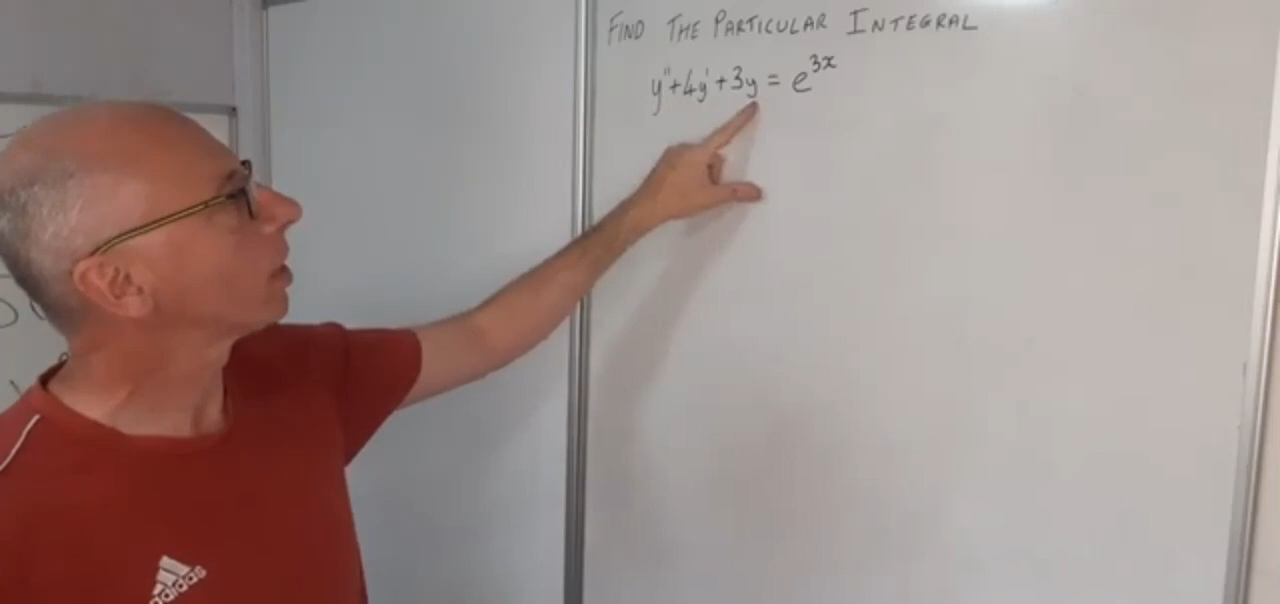 FIND THE PARTICULAR INTEGRAL
y''+4y'+3y = e^{3x}
adidas